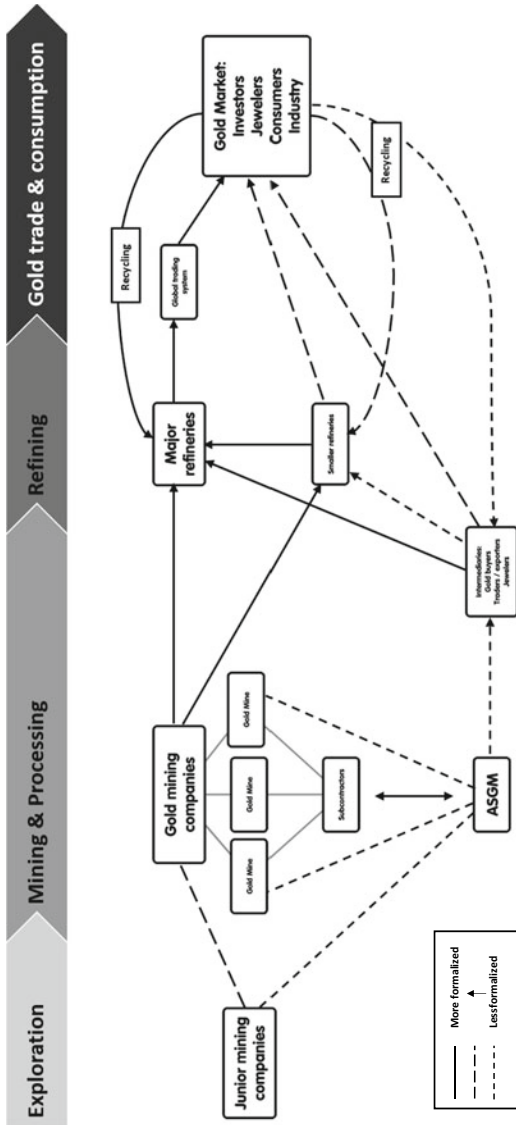 Exploration
Mining & Processing
Refining
Gold trade & consumption
Junior mining
companies
Gold mining
companies
Gold Mine
Gold Mine
Gold Mine
Subcontractors
ASGM
Major
refineries
Smaller refineries
Intermediaries:
Gold buyers
Traders / exporters
Jewelers
Recycling
Global trading
system
Gold Market:
Investors
Jewelers
Consumers
Industry
Recycling
More formalized
Lessformalized